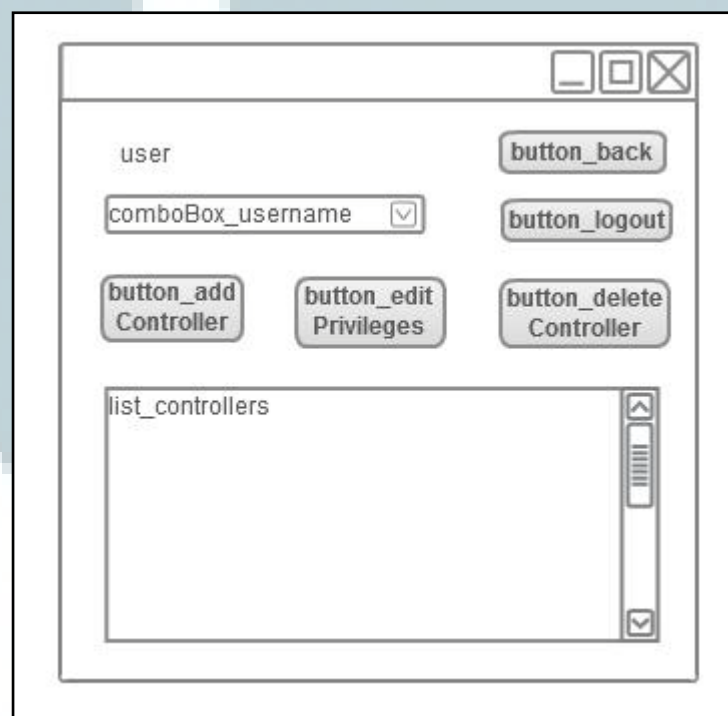 user
button_back
comboBox_username
button_logout
button_add
Controller
button_edit
Privileges
button_delete
Controller
list_controllers